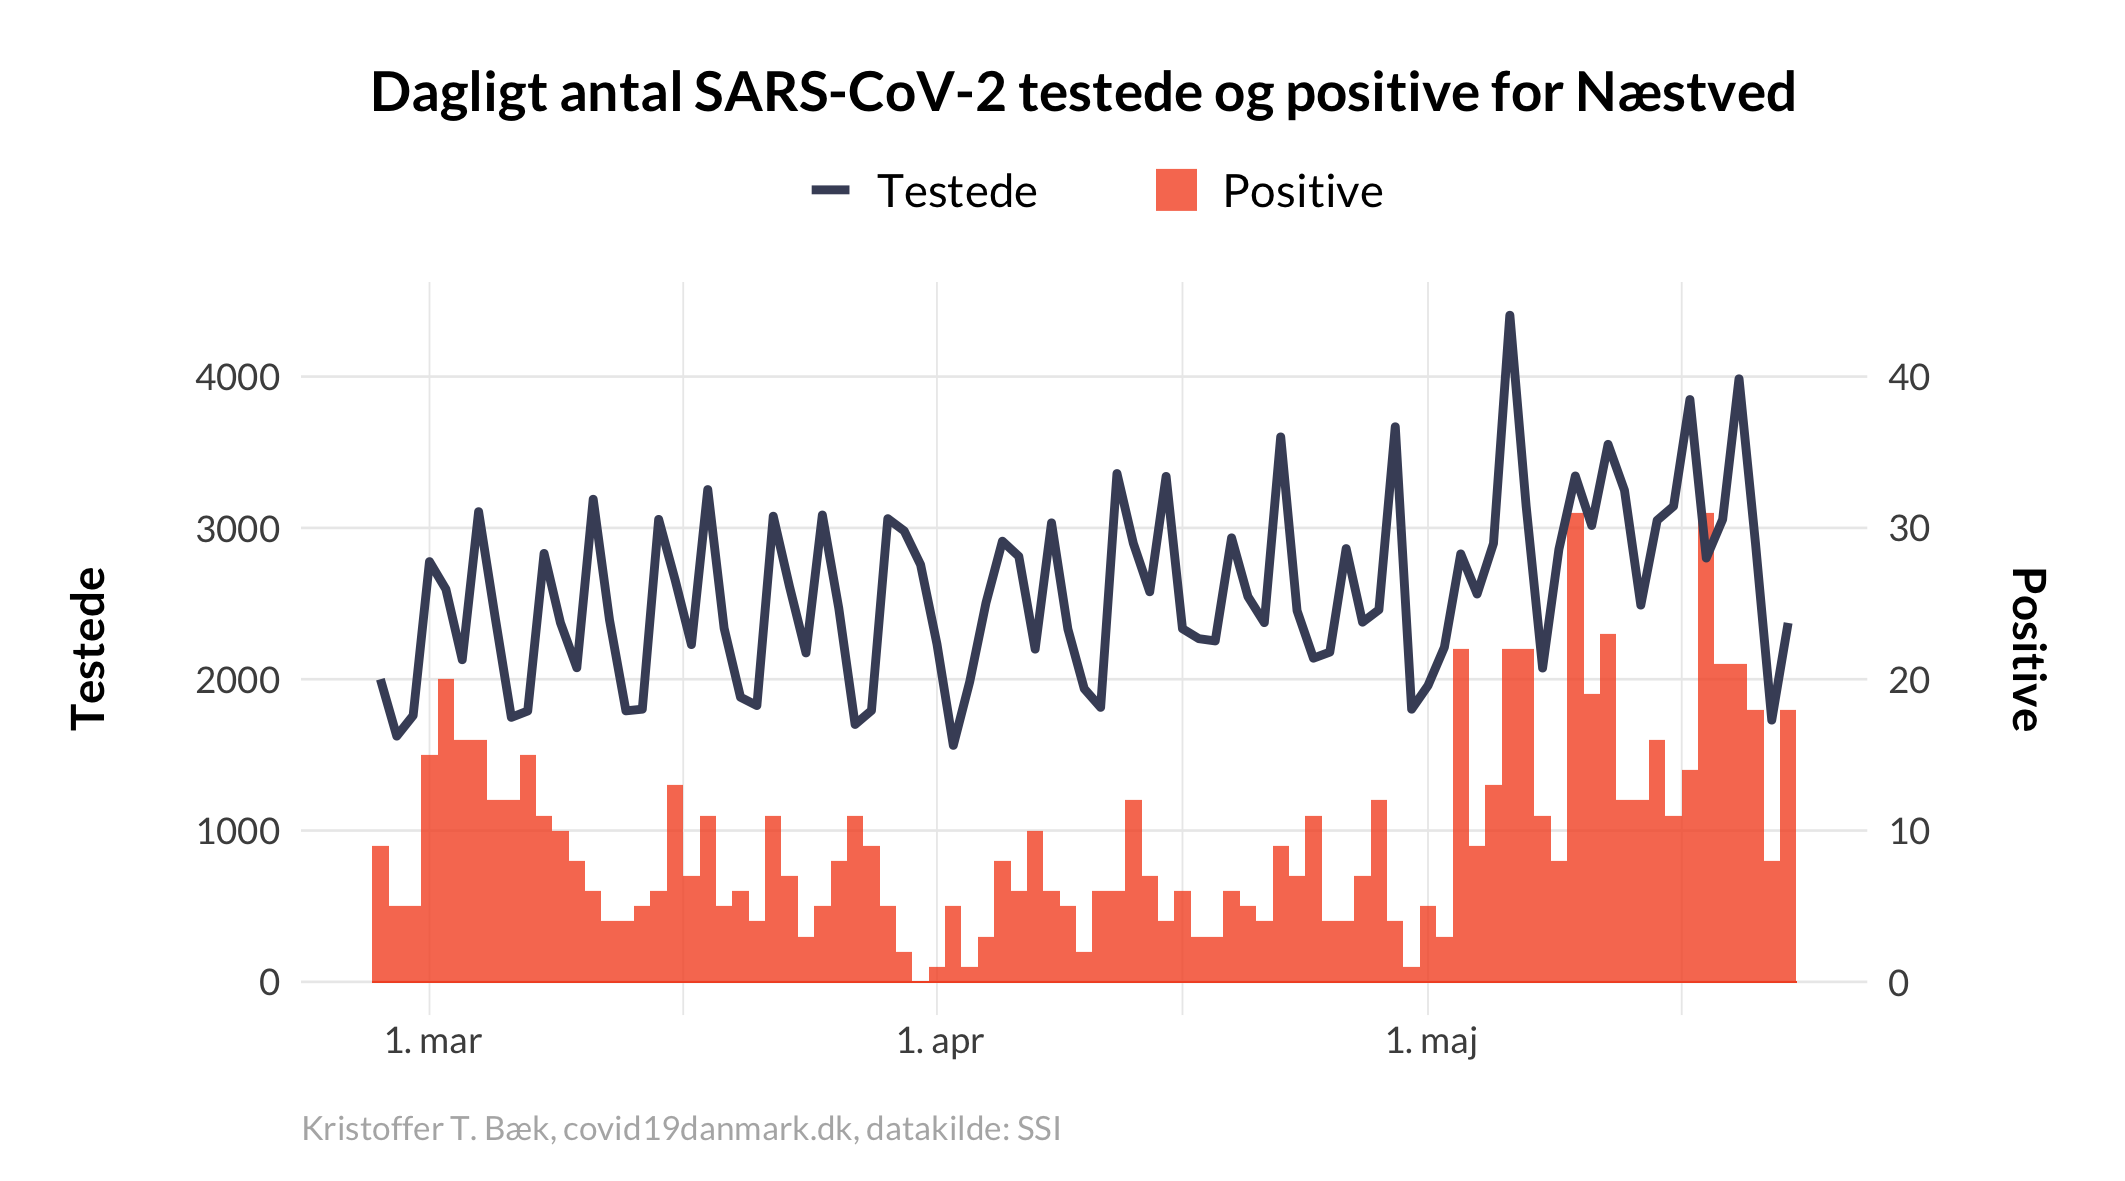 Dagligt antal SARS-CoV-2 testede og positive for Næstved
Testede
Positive
4000
3000
2000
1000
0
Testede
40
30
20
10
0
Positive
1. mar
1. apr
1. maj
Kristoffer T. Bæk, covid19danmark.dk, datakilde: SSI